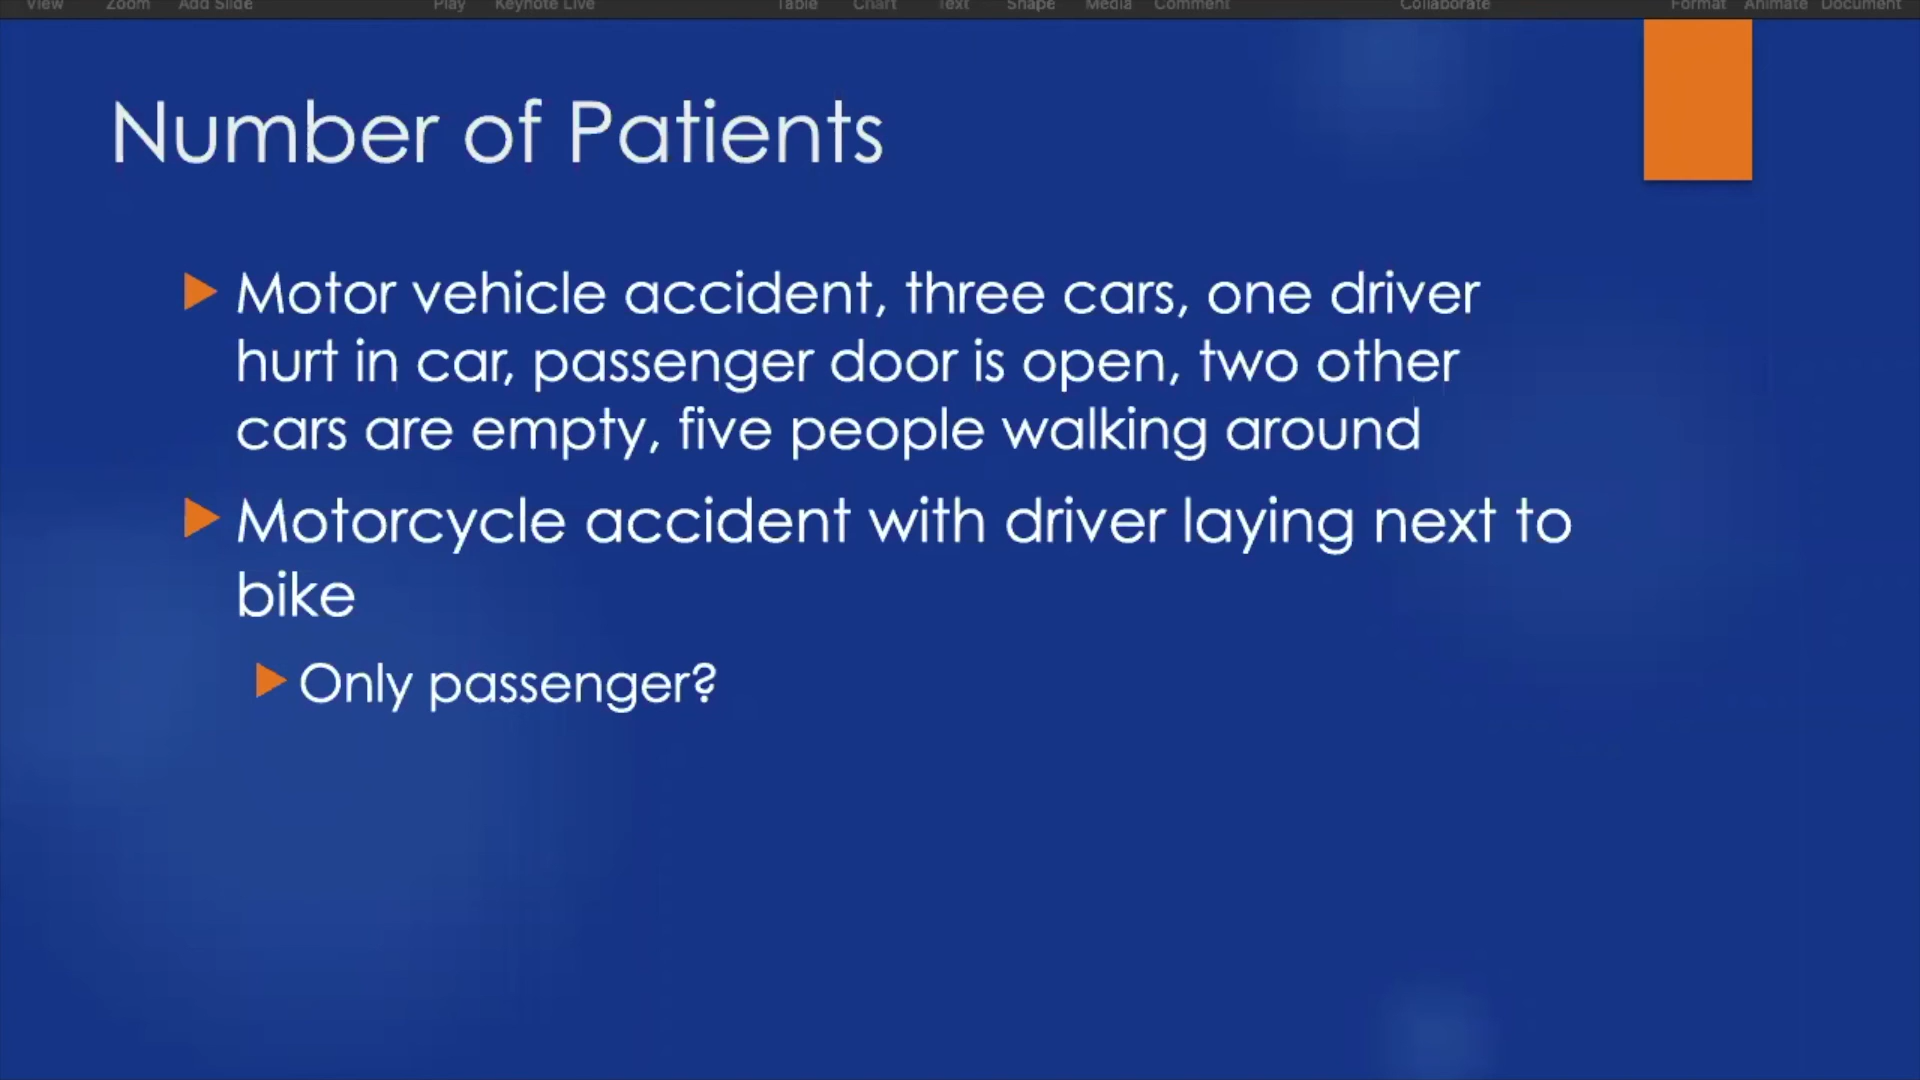 View Zoom Add Slide Play Keynote Live Table Chart Text Shape Media Comment Collaborate Format Animate Document
Number of Patients
Motor vehicle accident, three cars, one driver
hurt in car, passenger door is open, two other
cars are empty, five people walking around
Motorcycle accident with driver laying next to
bike
Only passenger?